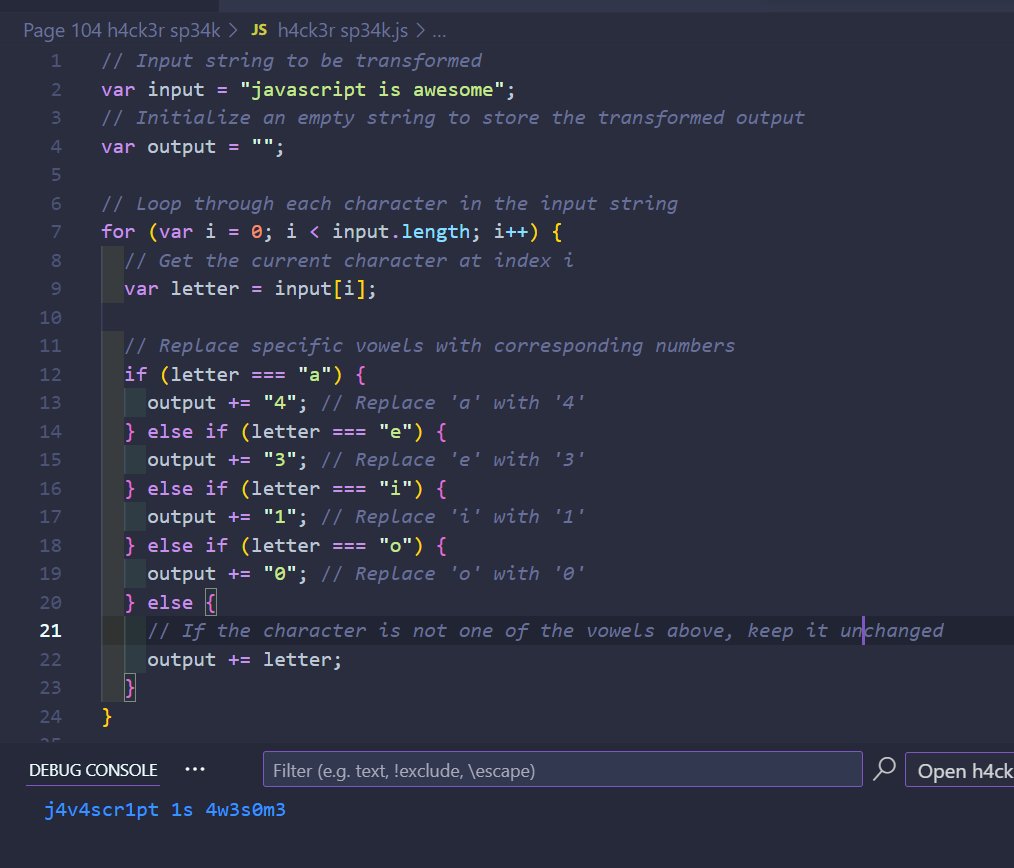 Page 104 h4ck3r sp34k > JS h4ck3r sp34k.js > ...
1 // Input string to be transformed
2 var input = "javascript is awesome";
3 // Initialize an empty string to store the transformed output
4 var output = "";
5
6 // Loop through each character in the input string
7 for (var i = 0; i < input.length; i++) {
8 // Get the current character at index i
9 var letter = input[i];
10
11 // Replace specific vowels with corresponding numbers
12 if (letter === "a") {
13 output += "4"; // Replace 'a' with '4'
14 } else if (letter === "e") {
15 output += "3"; // Replace 'e' with '3'
16 } else if (letter === "i") {
17 output += "1"; // Replace 'i' with '1'
18 } else if (letter === "o") {
19 output += "0"; // Replace 'o' with '0'
20 } else {
21 // If the character is not one of the vowels above, keep it unchanged
22 output += letter;
23 }
24 }
DEBUG CONSOLE ... Filter (e.g. text, !exclude, \escape) Open h4ck
j4v4scr1pt 1s 4w3s0m3